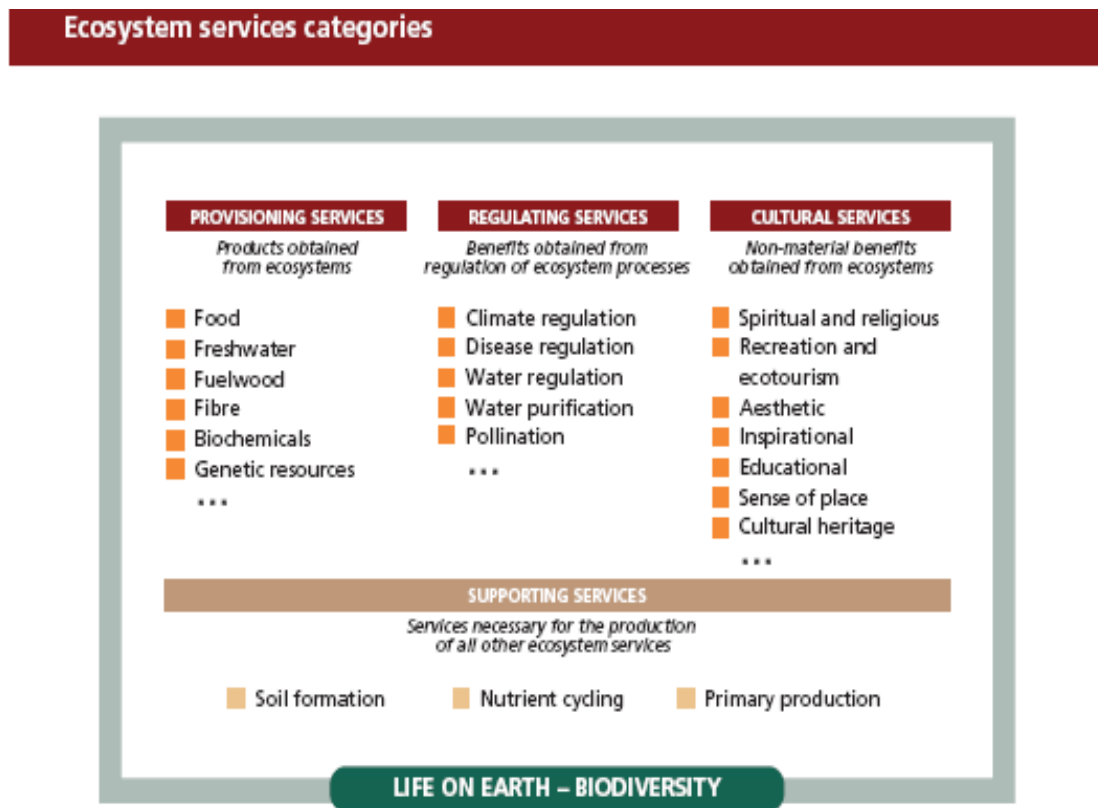 Ecosystem services categories
PROVISIONING SERVICES
Products obtained
from ecosystems
Food
Freshwater
Fuelwood
Fibre
Biochemicals
Genetic resources
...
REGULATING SERVICES
Benefits obtained from
regulation of ecosystem processes
Climate regulation
Disease regulation
Water regulation
Water purification
Pollination
...
CULTURAL SERVICES
Non-material benefits
obtained from ecosystems
Spiritual and religious
Recreation and
ecotourism
Aesthetic
Inspirational
Educational
Sense of place
Cultural heritage
...
SUPPORTING SERVICES
Services necessary for the production
of all other ecosystem services
Soil formation
Nutrient cycling
Primary production
LIFE ON EARTH – BIODIVERSITY